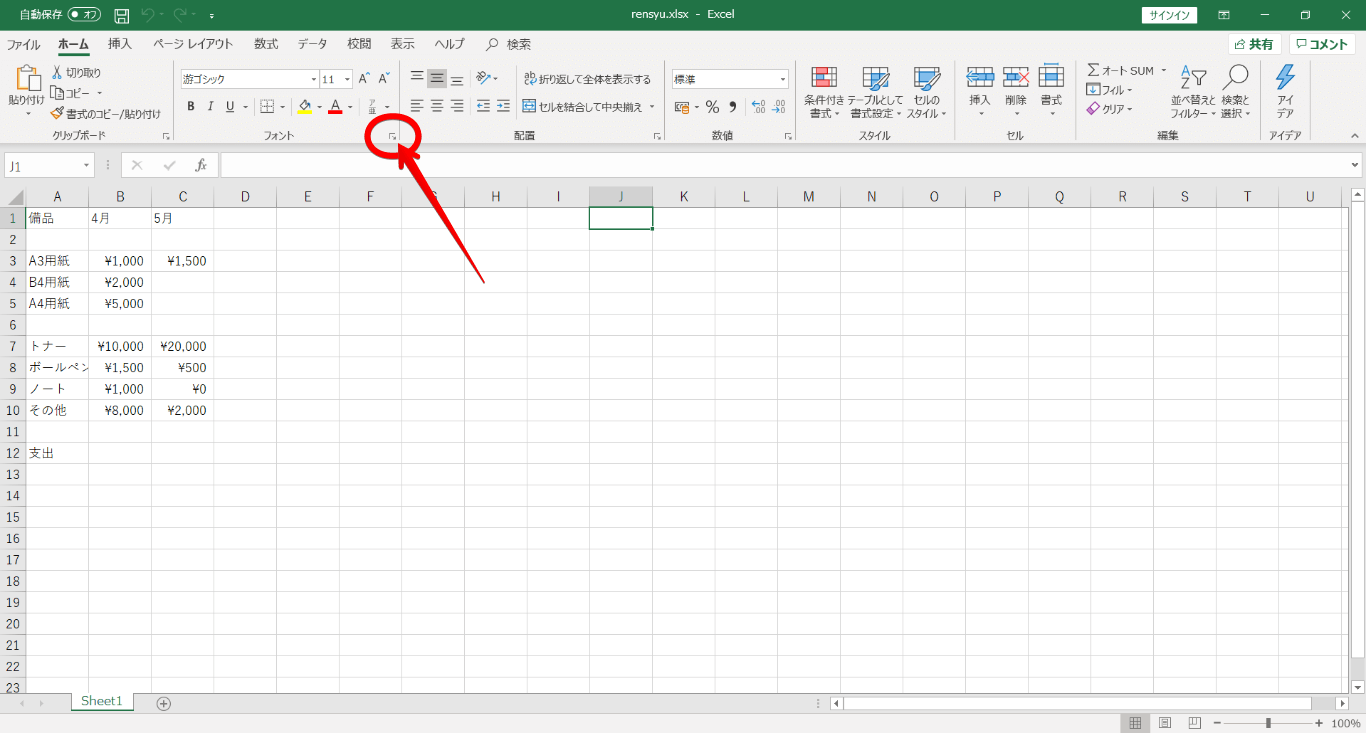 自動保存 オフ rensyu.xlsx - Excel サインイン
ファイル ホーム 挿入 ページ レイアウト 数式 データ 校閲 表示 ヘルプ 検索 共有 コメント
貼り付け 切り取り コピー 書式のコピー/貼り付け クリップボード
游ゴシック 11 A A B I U A ア亜 フォント
ab 折り返して全体を表示する セルを結合して中央揃え 配置
標準 % .00 .00 数値
条件付き書式 テーブルとして書式設定 セルのスタイル スタイル
挿入 削除 書式 セル
Σ オート SUM フィル クリア 並べ替えとフィルター 検索と選択 編集
アイデア アイデア
J1 fx
A B C D E F G H I J K L M N O P Q R S T U
1 備品 4月 5月
2
3 A3用紙 ¥1,000 ¥1,500
4 B4用紙 ¥2,000
5 A4用紙 ¥5,000
6
7 トナー ¥10,000 ¥20,000
8 ボールペン ¥1,500 ¥500
9 ノート ¥1,000 ¥0
10 その他 ¥8,000 ¥2,000
11
12 支出
13
14
15
16
17
18
19
20
21
22
23
Sheet1
100%